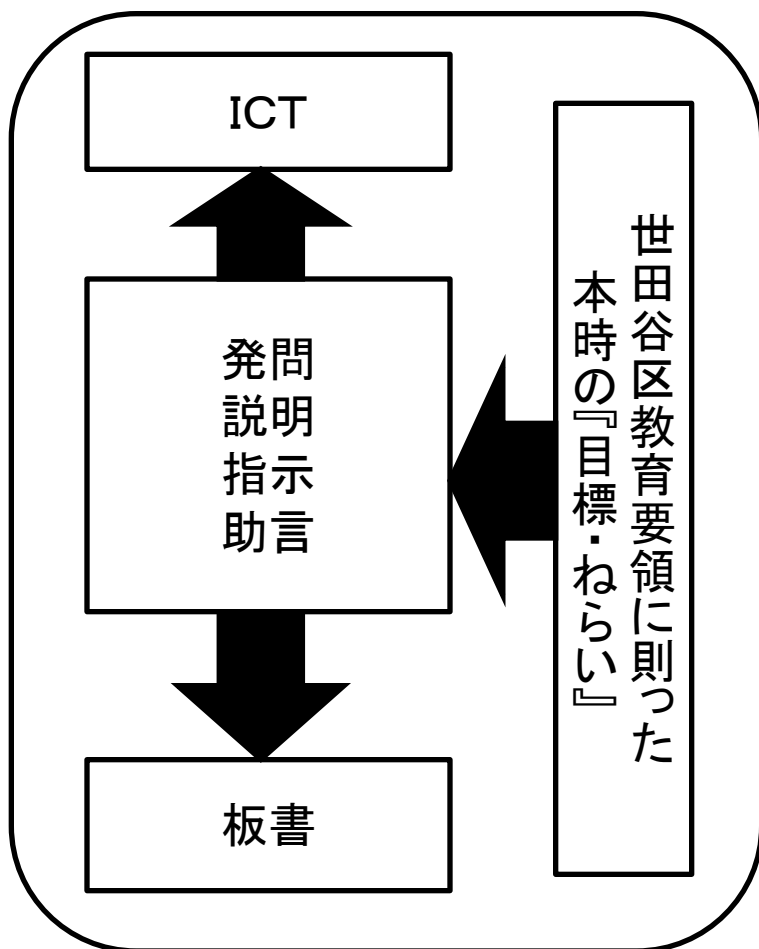 ICT
発問
説明
指示
助言
板書
世田谷区教育要領に則った
本時の『目標・ねらい』